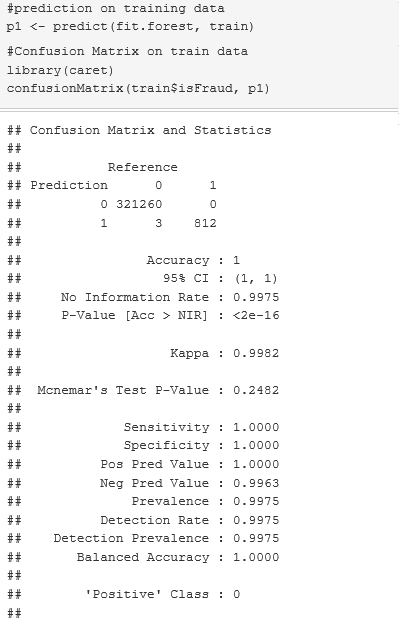 #prediction on training data
p1 <- predict(fit.forest, train)
#Confusion Matrix on train data
library(caret)
confusionMatrix(train$isFraud, p1)
## Confusion Matrix and Statistics
##
##           Reference
## Prediction      0      1
##          0 321260      0
##          1      3    812
##
##                Accuracy : 1
##                  95% CI : (1, 1)
##     No Information Rate : 0.9975
##     P-Value [Acc > NIR] : <2e-16
##
##                   Kappa : 0.9982
##
##  Mcnemar's Test P-Value : 0.2482
##
##             Sensitivity : 1.0000
##             Specificity : 1.0000
##          Pos Pred Value : 1.0000
##          Neg Pred Value : 0.9963
##              Prevalence : 0.9975
##          Detection Rate : 0.9975
##    Detection Prevalence : 0.9975
##       Balanced Accuracy : 1.0000
##
##        'Positive' Class : 0
##